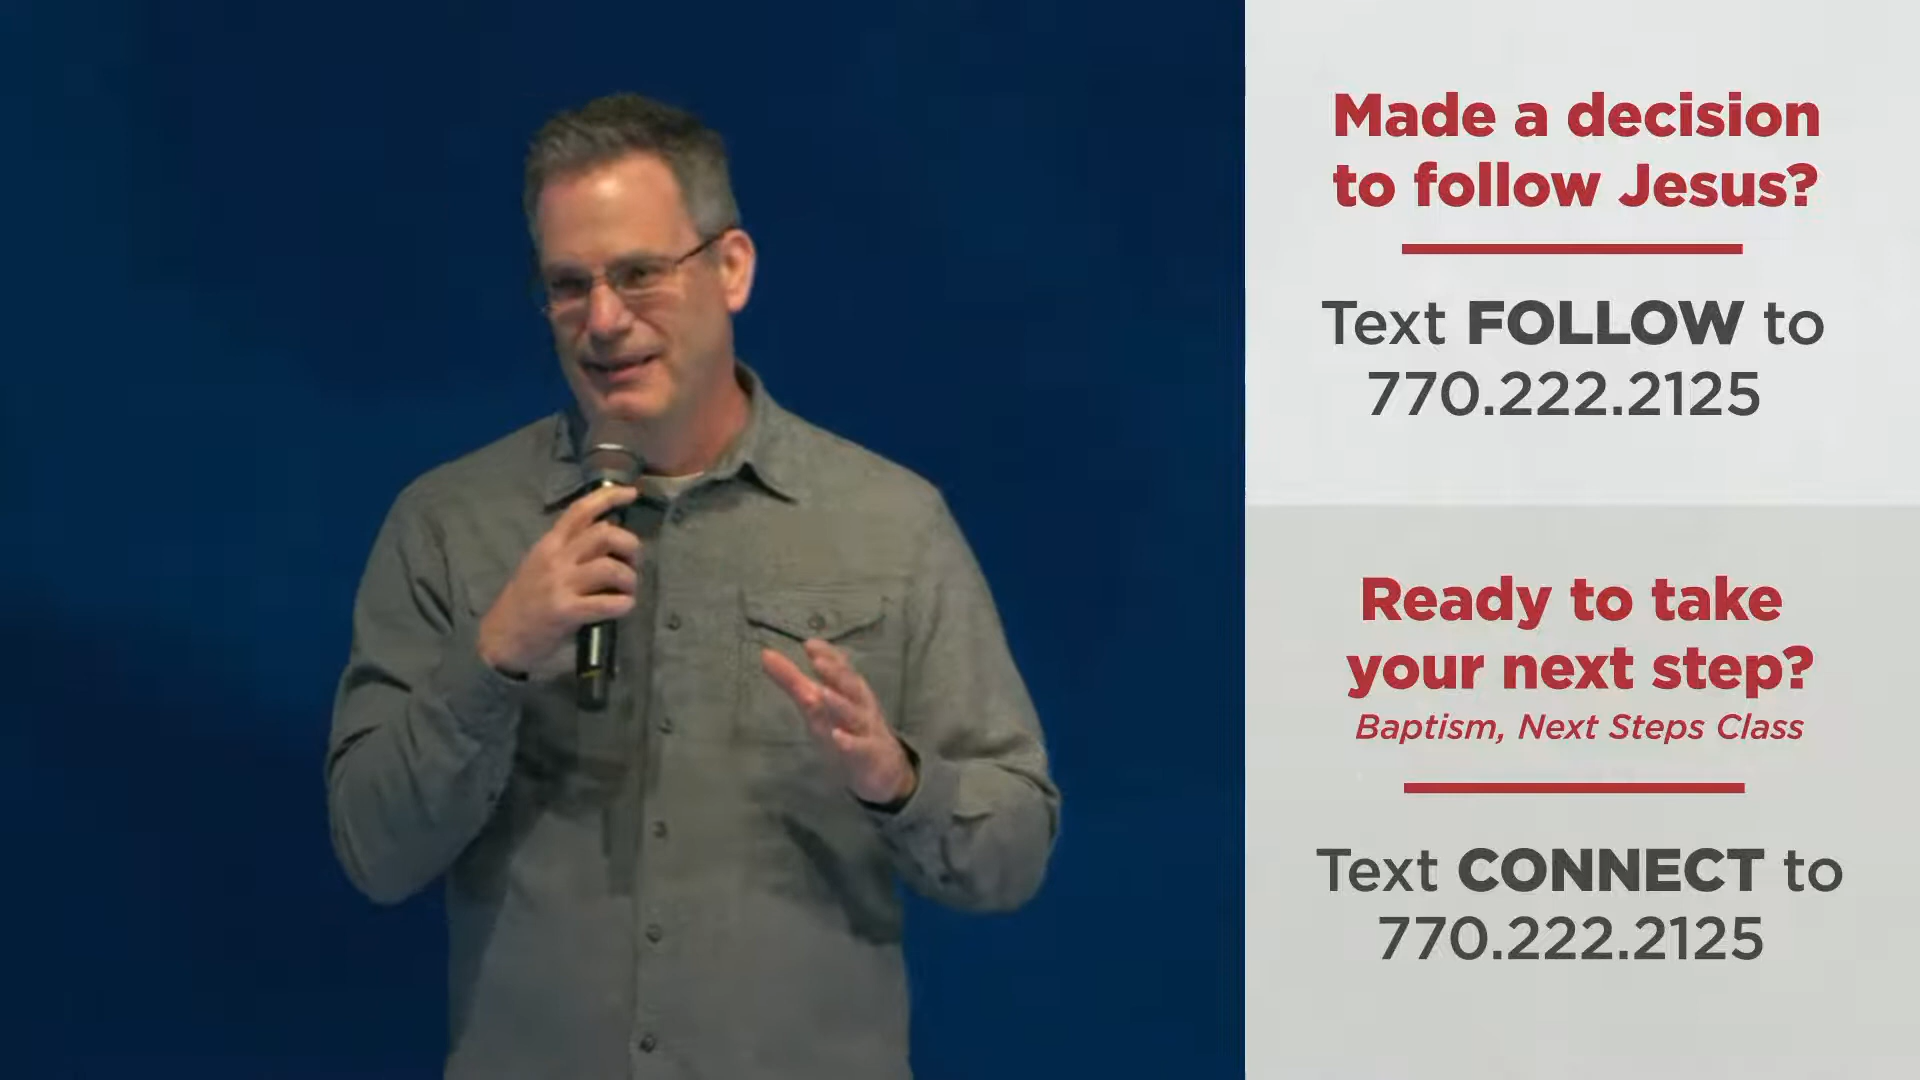 Made a decision
to follow Jesus?
Text FOLLOW to
770.222.2125
Ready to take
your next step?
Baptism, Next Steps Class
Text CONNECT to
770.222.2125